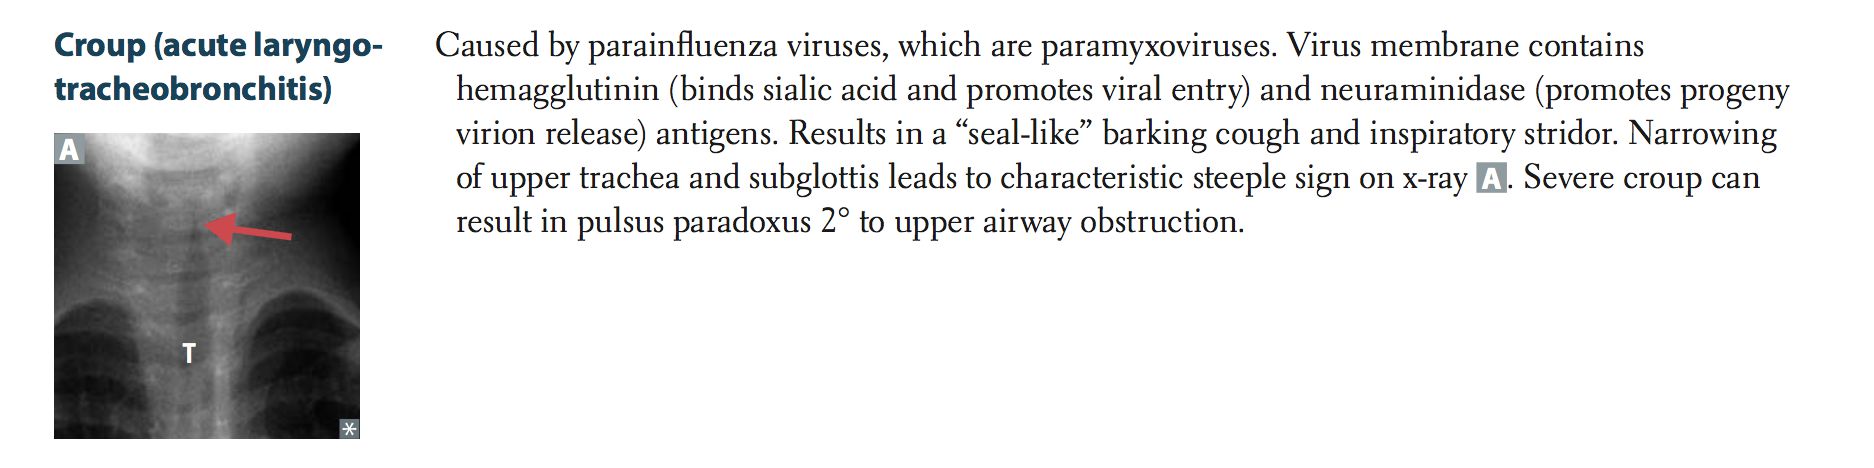 Croup (acute laryngo-
tracheobronchitis)
Caused by parainfluenza viruses, which are paramyxoviruses. Virus membrane contains
hemagglutinin (binds sialic acid and promotes viral entry) and neuraminidase (promotes progeny
virion release) antigens. Results in a “seal-like” barking cough and inspiratory stridor. Narrowing
of upper trachea and subglottis leads to characteristic steeple sign on x-ray A. Severe croup can
result in pulsus paradoxus 2° to upper airway obstruction.
A
T
*